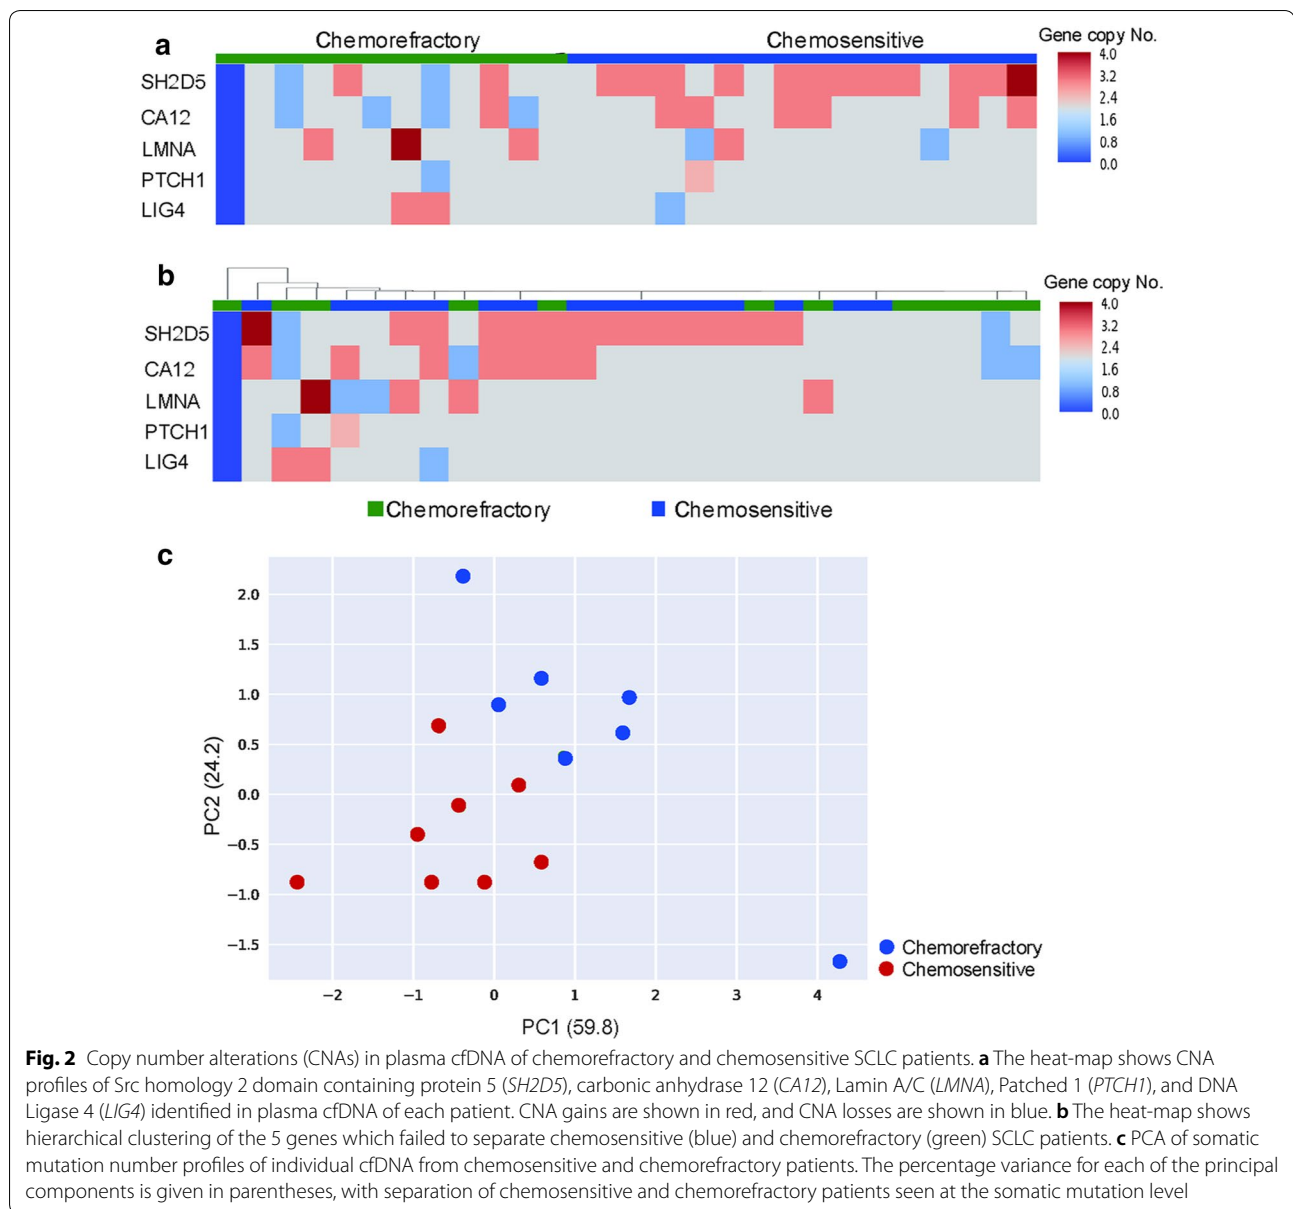 a
Chemorefractory
Chemosensitive
Gene copy No.
SH2D5
CA12
LMNA
PTCH1
LIG4
4.0
3.2
2.4
1.6
0.8
0.0
b
Gene copy No.
SH2D5
CA12
LMNA
PTCH1
LIG4
4.0
3.2
2.4
1.6
0.8
0.0
Chemorefractory
Chemosensitive
c
PC2 (24.2)
2.0
1.5
1.0
0.5
0.0
−0.5
−1.0
−1.5
−2 −1 0 1 2 3 4
PC1 (59.8)
Chemorefractory
Chemosensitive
Fig. 2 Copy number alterations (CNAs) in plasma cfDNA of chemorefractory and chemosensitive SCLC patients. a The heat-map shows CNA
profiles of Src homology 2 domain containing protein 5 (SH2D5), carbonic anhydrase 12 (CA12), Lamin A/C (LMNA), Patched 1 (PTCH1), and DNA
Ligase 4 (LIG4) identified in plasma cfDNA of each patient. CNA gains are shown in red, and CNA losses are shown in blue. b The heat-map shows
hierarchical clustering of the 5 genes which failed to separate chemosensitive (blue) and chemorefractory (green) SCLC patients. c PCA of somatic
mutation number profiles of individual cfDNA from chemosensitive and chemorefractory patients. The percentage variance for each of the principal
components is given in parentheses, with separation of chemosensitive and chemorefractory patients seen at the somatic mutation level